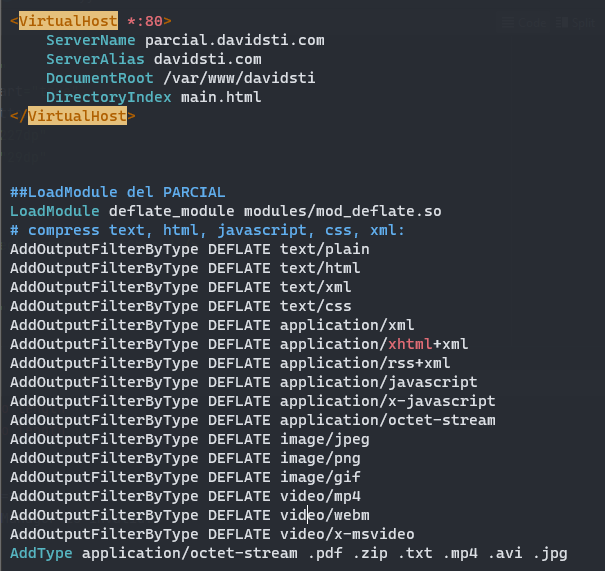 <VirtualHost *:80>
    ServerName parcial.davidsti.com
    ServerAlias davidsti.com
    DocumentRoot /var/www/davidsti
    DirectoryIndex main.html
</VirtualHost>
##LoadModule del PARCIAL
LoadModule deflate_module modules/mod_deflate.so
# compress text, html, javascript, css, xml:
AddOutputFilterByType DEFLATE text/plain
AddOutputFilterByType DEFLATE text/html
AddOutputFilterByType DEFLATE text/xml
AddOutputFilterByType DEFLATE text/css
AddOutputFilterByType DEFLATE application/xml
AddOutputFilterByType DEFLATE application/xhtml+xml
AddOutputFilterByType DEFLATE application/rss+xml
AddOutputFilterByType DEFLATE application/javascript
AddOutputFilterByType DEFLATE application/x-javascript
AddOutputFilterByType DEFLATE application/octet-stream
AddOutputFilterByType DEFLATE image/jpeg
AddOutputFilterByType DEFLATE image/png
AddOutputFilterByType DEFLATE image/gif
AddOutputFilterByType DEFLATE video/mp4
AddOutputFilterByType DEFLATE video/webm
AddOutputFilterByType DEFLATE video/x-msvideo
AddType application/octet-stream .pdf .zip .txt .mp4 .avi .jpg